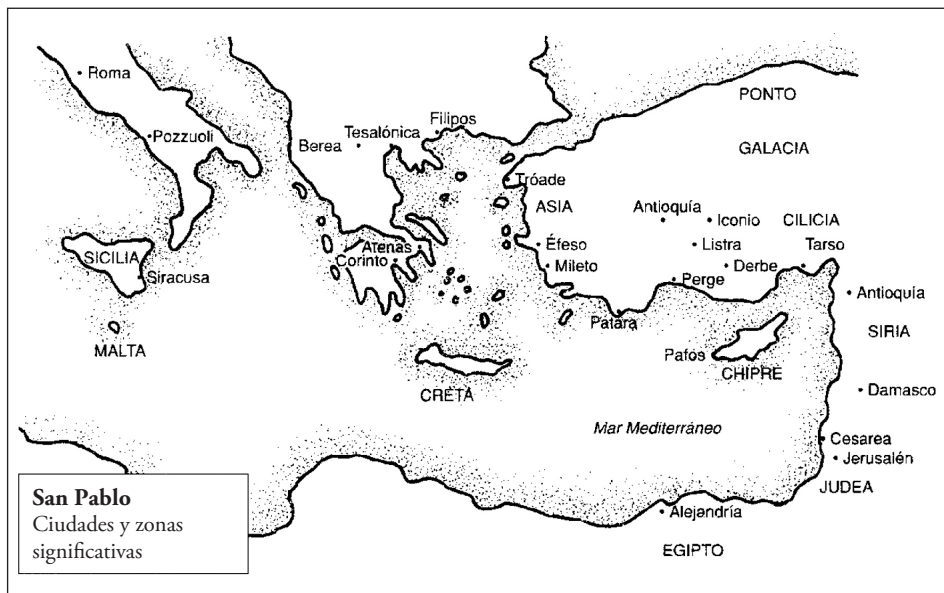 Roma
Pozzuoli
SICILIA
Siracusa
MALTA
Berea
Tesalónica
Filipos
Atenas
Corinto
CRETA
Tróade
ASIA
Éfeso
Mileto
Patara
PONTO
GALACIA
Antioquía
Iconio
Listra
Derbe
Perge
CILICIA
Tarso
Pafos
CHIPRE
Antioquía
SIRIA
Damasco
Mar Mediterráneo
Cesarea
Jerusalén
JUDEA
Alejandría
EGIPTO
San Pablo
Ciudades y zonas
significativas